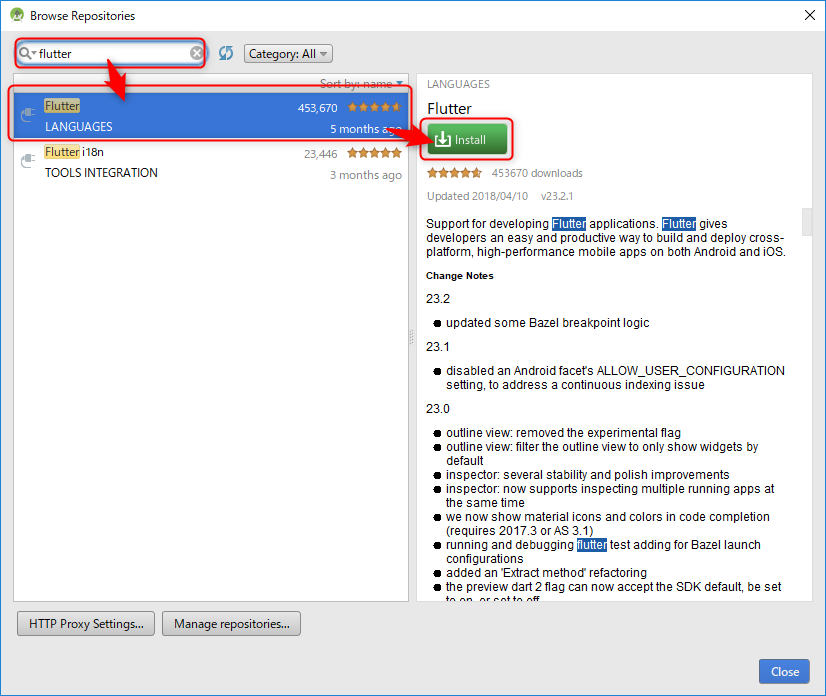 Browse Repositories
flutter
Category: All
Sort by: name
Flutter
453,670
LANGUAGES
5 months ago
Flutter i18n
23,446
TOOLS INTEGRATION
3 months ago
LANGUAGES
Flutter
Install
453670 downloads
Updated 2018/04/10 v23.2.1
Support for developing Flutter applications. Flutter gives
developers an easy and productive way to build and deploy cross-
platform, high-performance mobile apps on both Android and iOS.
Change Notes
23.2
● updated some Bazel breakpoint logic
23.1
● disabled an Android facet's ALLOW_USER_CONFIGURATION
setting, to address a continuous indexing issue
23.0
● outline view: removed the experimental flag
● outline view: filter the outline view to only show widgets by
default
● inspector: several stability and polish improvements
● inspector: now supports inspecting multiple running apps at
the same time
● we now show material icons and colors in code completion
(requires 2017.3 or AS 3.1)
● running and debugging flutter test adding for Bazel launch
configurations
● added an 'Extract method' refactoring
● the preview dart 2 flag can now accept the SDK default, be set
to on, or set to off
HTTP Proxy Settings...
Manage repositories...
Close